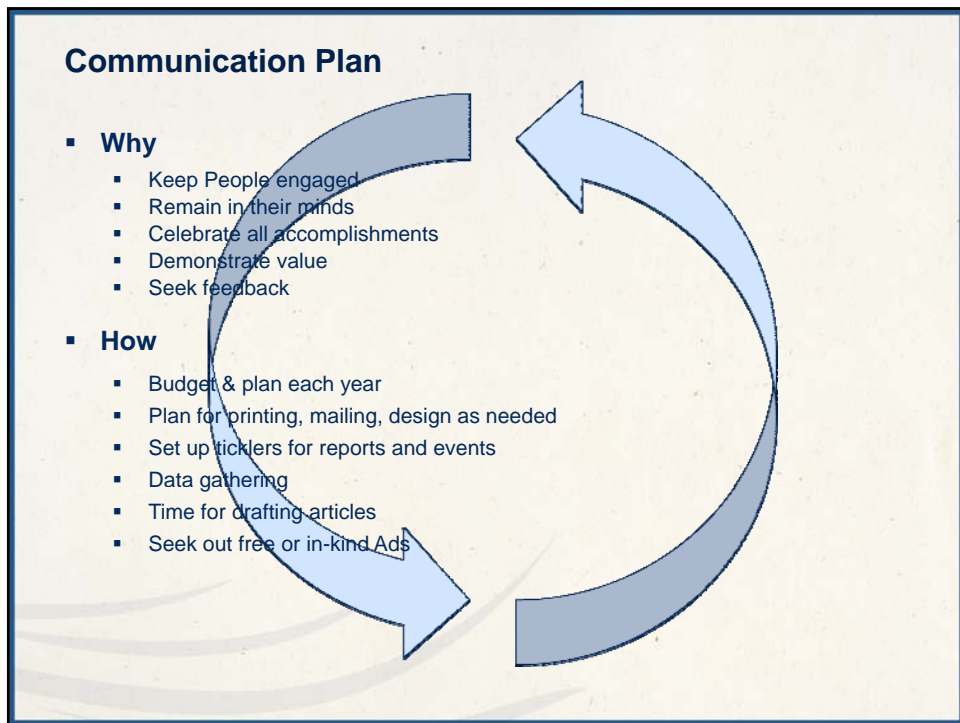 Communication Plan
▪ Why
▪ Keep People engaged
▪ Remain in their minds
▪ Celebrate all accomplishments
▪ Demonstrate value
▪ Seek feedback
▪ How
▪ Budget & plan each year
▪ Plan for printing, mailing, design as needed
▪ Set up ticklers for reports and events
▪ Data gathering
▪ Time for drafting articles
▪ Seek out free or in-kind Ads